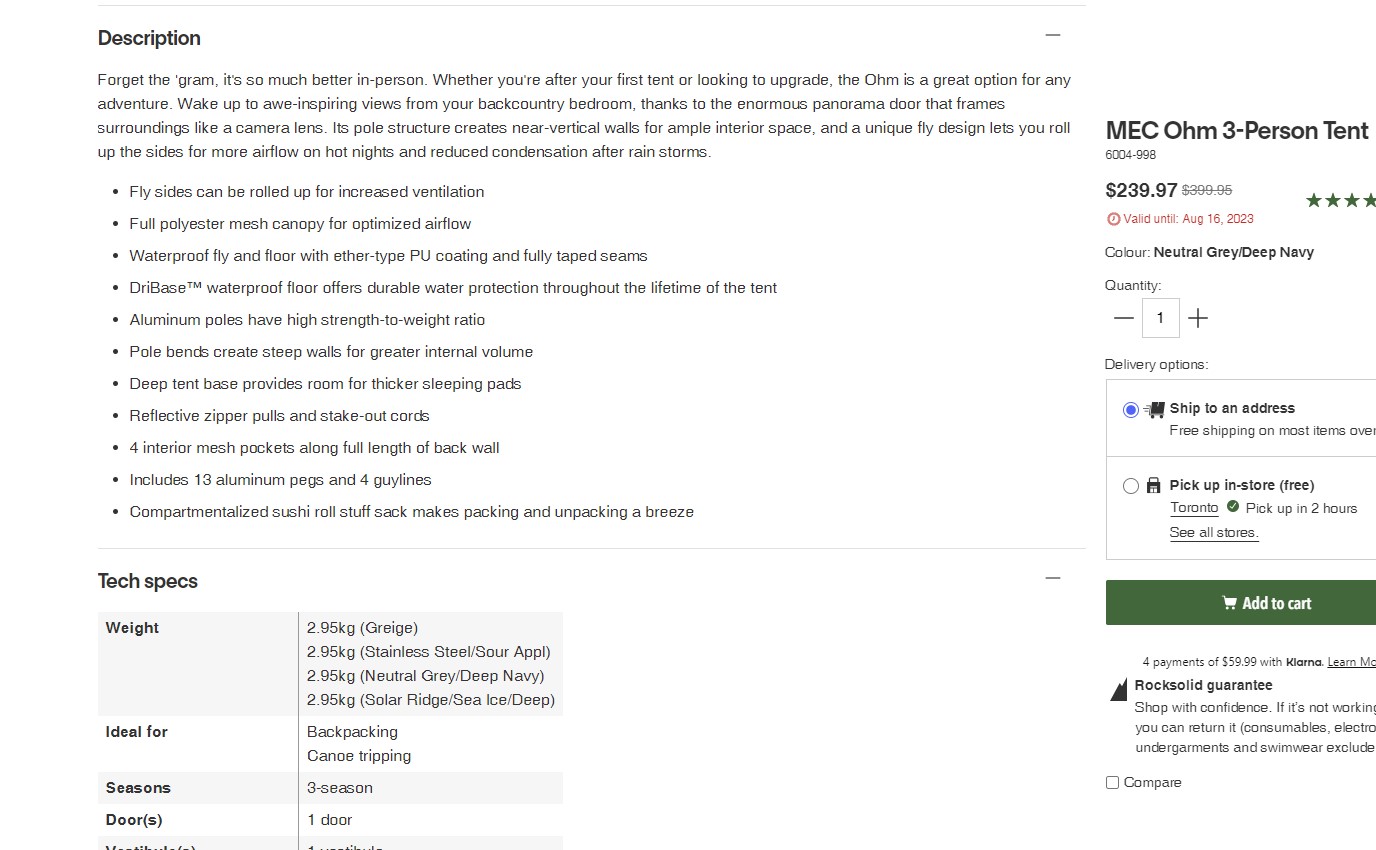 Description
Forget the 'gram, it's so much better in-person. Whether you're after your first tent or looking to upgrade, the Ohm is a great option for any
adventure. Wake up to awe-inspiring views from your backcountry bedroom, thanks to the enormous panorama door that frames
surroundings like a camera lens. Its pole structure creates near-vertical walls for ample interior space, and a unique fly design lets you roll
up the sides for more airflow on hot nights and reduced condensation after rain storms.
• Fly sides can be rolled up for increased ventilation
• Full polyester mesh canopy for optimized airflow
• Waterproof fly and floor with ether-type PU coating and fully taped seams
• DriBase™ waterproof floor offers durable water protection throughout the lifetime of the tent
• Aluminum poles have high strength-to-weight ratio
• Pole bends create steep walls for greater internal volume
• Deep tent base provides room for thicker sleeping pads
• Reflective zipper pulls and stake-out cords
• 4 interior mesh pockets along full length of back wall
• Includes 13 aluminum pegs and 4 guylines
• Compartmentalized sushi roll stuff sack makes packing and unpacking a breeze
Tech specs
Weight 2.95kg (Greige)
2.95kg (Stainless Steel/Sour Appl)
2.95kg (Neutral Grey/Deep Navy)
2.95kg (Solar Ridge/Sea Ice/Deep)
Ideal for Backpacking
Canoe tripping
Seasons 3-season
Door(s) 1 door
Vestibule(s) 1 vestibule
MEC Ohm 3-Person Tent
6004-998
$239.97 $399.95
Valid until: Aug 16, 2023
Colour: Neutral Grey/Deep Navy
Quantity:
1
Delivery options:
Ship to an address
Free shipping on most items over
Pick up in-store (free)
Toronto Pick up in 2 hours
See all stores.
Add to cart
4 payments of $59.99 with Klarna. Learn Mo
Rocksolid guarantee
Shop with confidence. If it's not working
you can return it (consumables, electro
undergarments and swimwear exclude
Compare